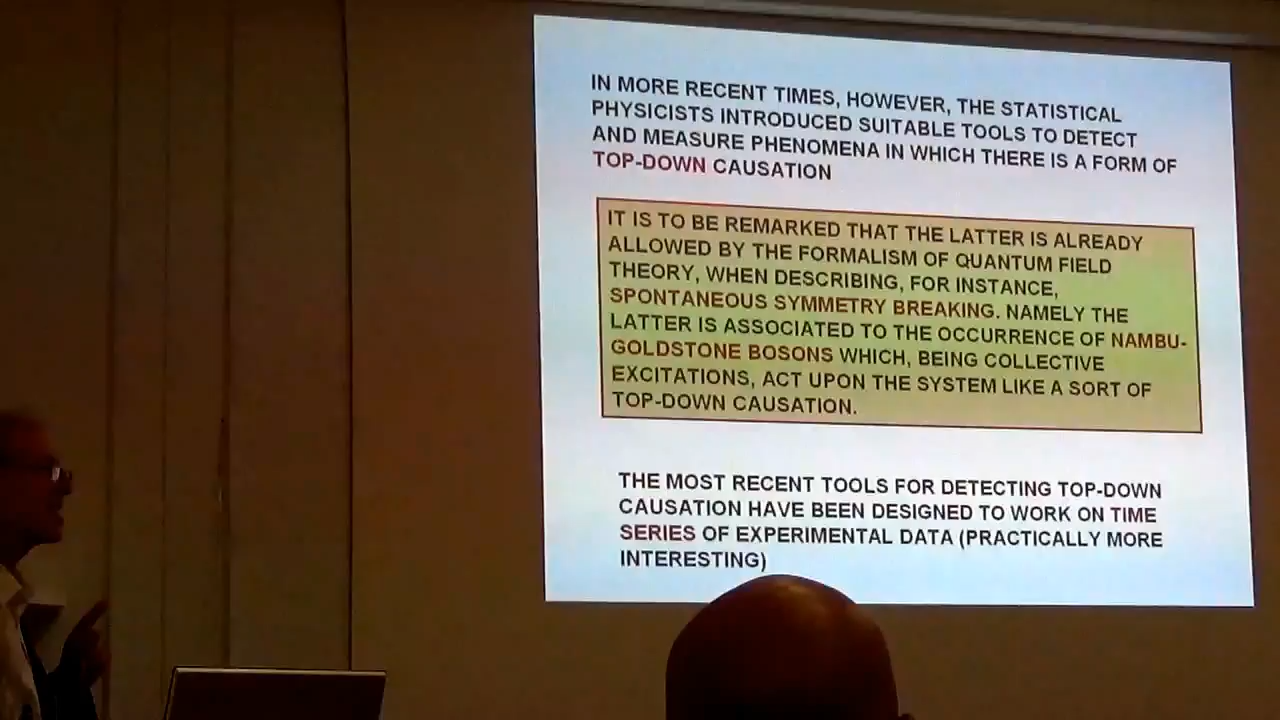 IN MORE RECENT TIMES, HOWEVER, THE STATISTICAL
PHYSICISTS INTRODUCED SUITABLE TOOLS TO DETECT
AND MEASURE PHENOMENA IN WHICH THERE IS A FORM OF
TOP-DOWN CAUSATION
IT IS TO BE REMARKED THAT THE LATTER IS ALREADY
ALLOWED BY THE FORMALISM OF QUANTUM FIELD
THEORY, WHEN DESCRIBING, FOR INSTANCE,
SPONTANEOUS SYMMETRY BREAKING. NAMELY THE
LATTER IS ASSOCIATED TO THE OCCURRENCE OF NAMBU-
GOLDSTONE BOSONS WHICH, BEING COLLECTIVE
EXCITATIONS, ACT UPON THE SYSTEM LIKE A SORT OF
TOP-DOWN CAUSATION.
THE MOST RECENT TOOLS FOR DETECTING TOP-DOWN
CAUSATION HAVE BEEN DESIGNED TO WORK ON TIME
SERIES OF EXPERIMENTAL DATA (PRACTICALLY MORE
INTERESTING)